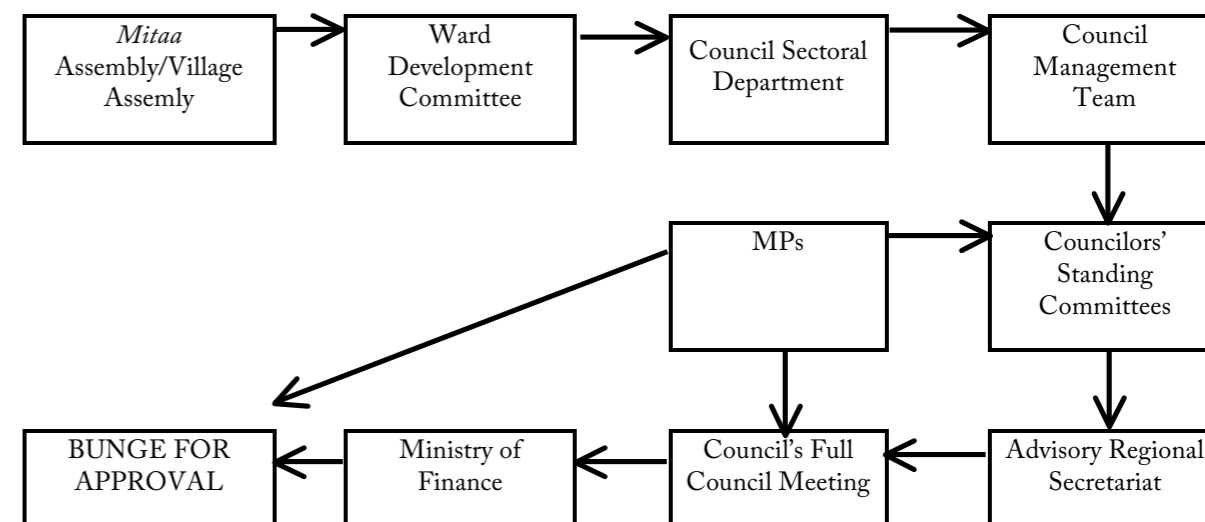 Mitaa
Assembly/Village
Assemly
Ward
Development
Committee
Council Sectoral
Department
Council
Management
Team
MPs
Councilors’
Standing
Committees
BUNGE FOR
APPROVAL
Ministry of
Finance
Council’s Full
Council Meeting
Advisory Regional
Secretariat